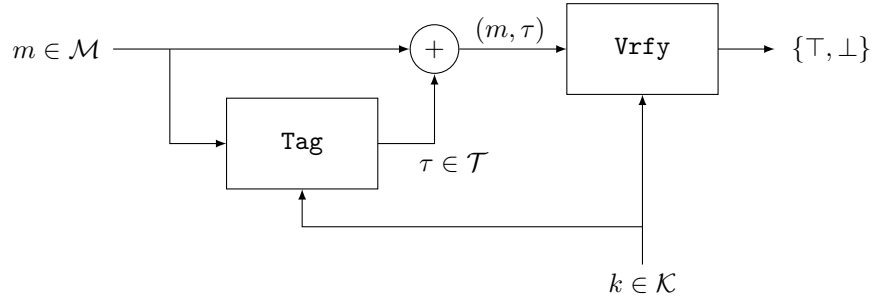 m ∈ ℳ
+
(m, τ)
Vrfy
{⊤, ⊥}
Tag
τ ∈ 𝒯
k ∈ 𝒦